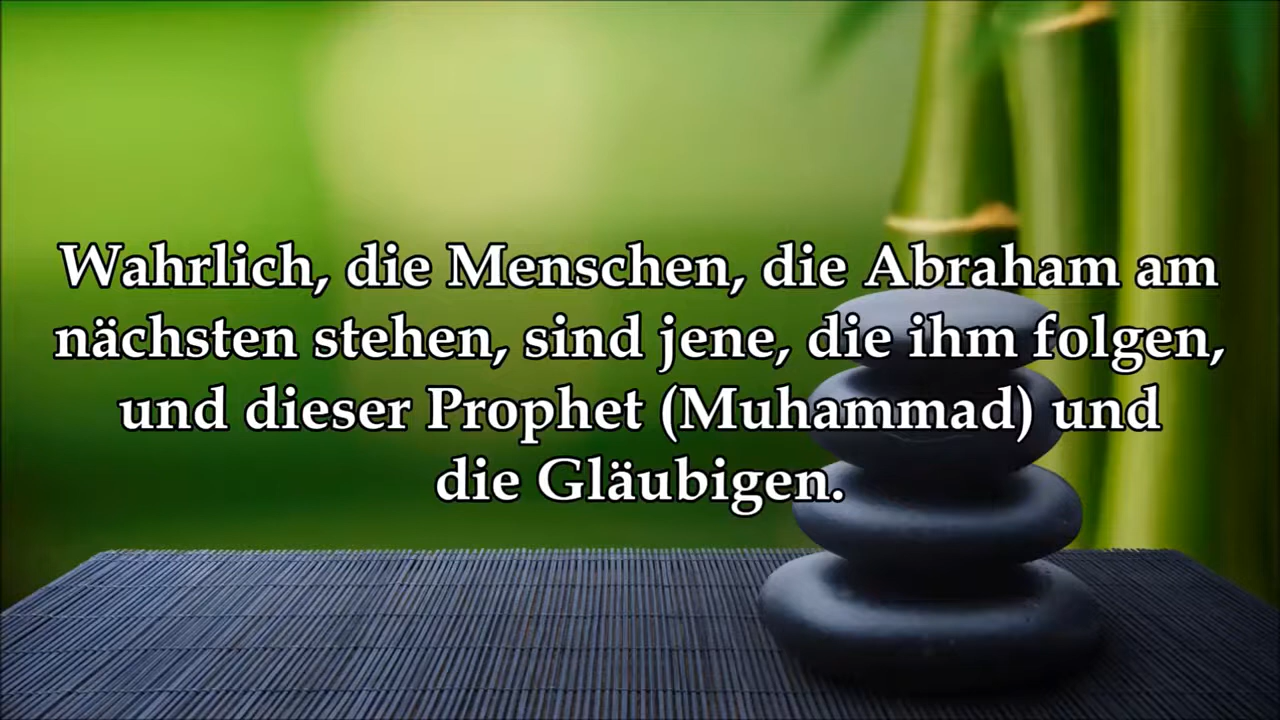 Wahrlich, die Menschen, die Abraham am
nächsten stehen, sind jene, die ihm folgen,
und dieser Prophet (Muhammad) und
die Gläubigen.